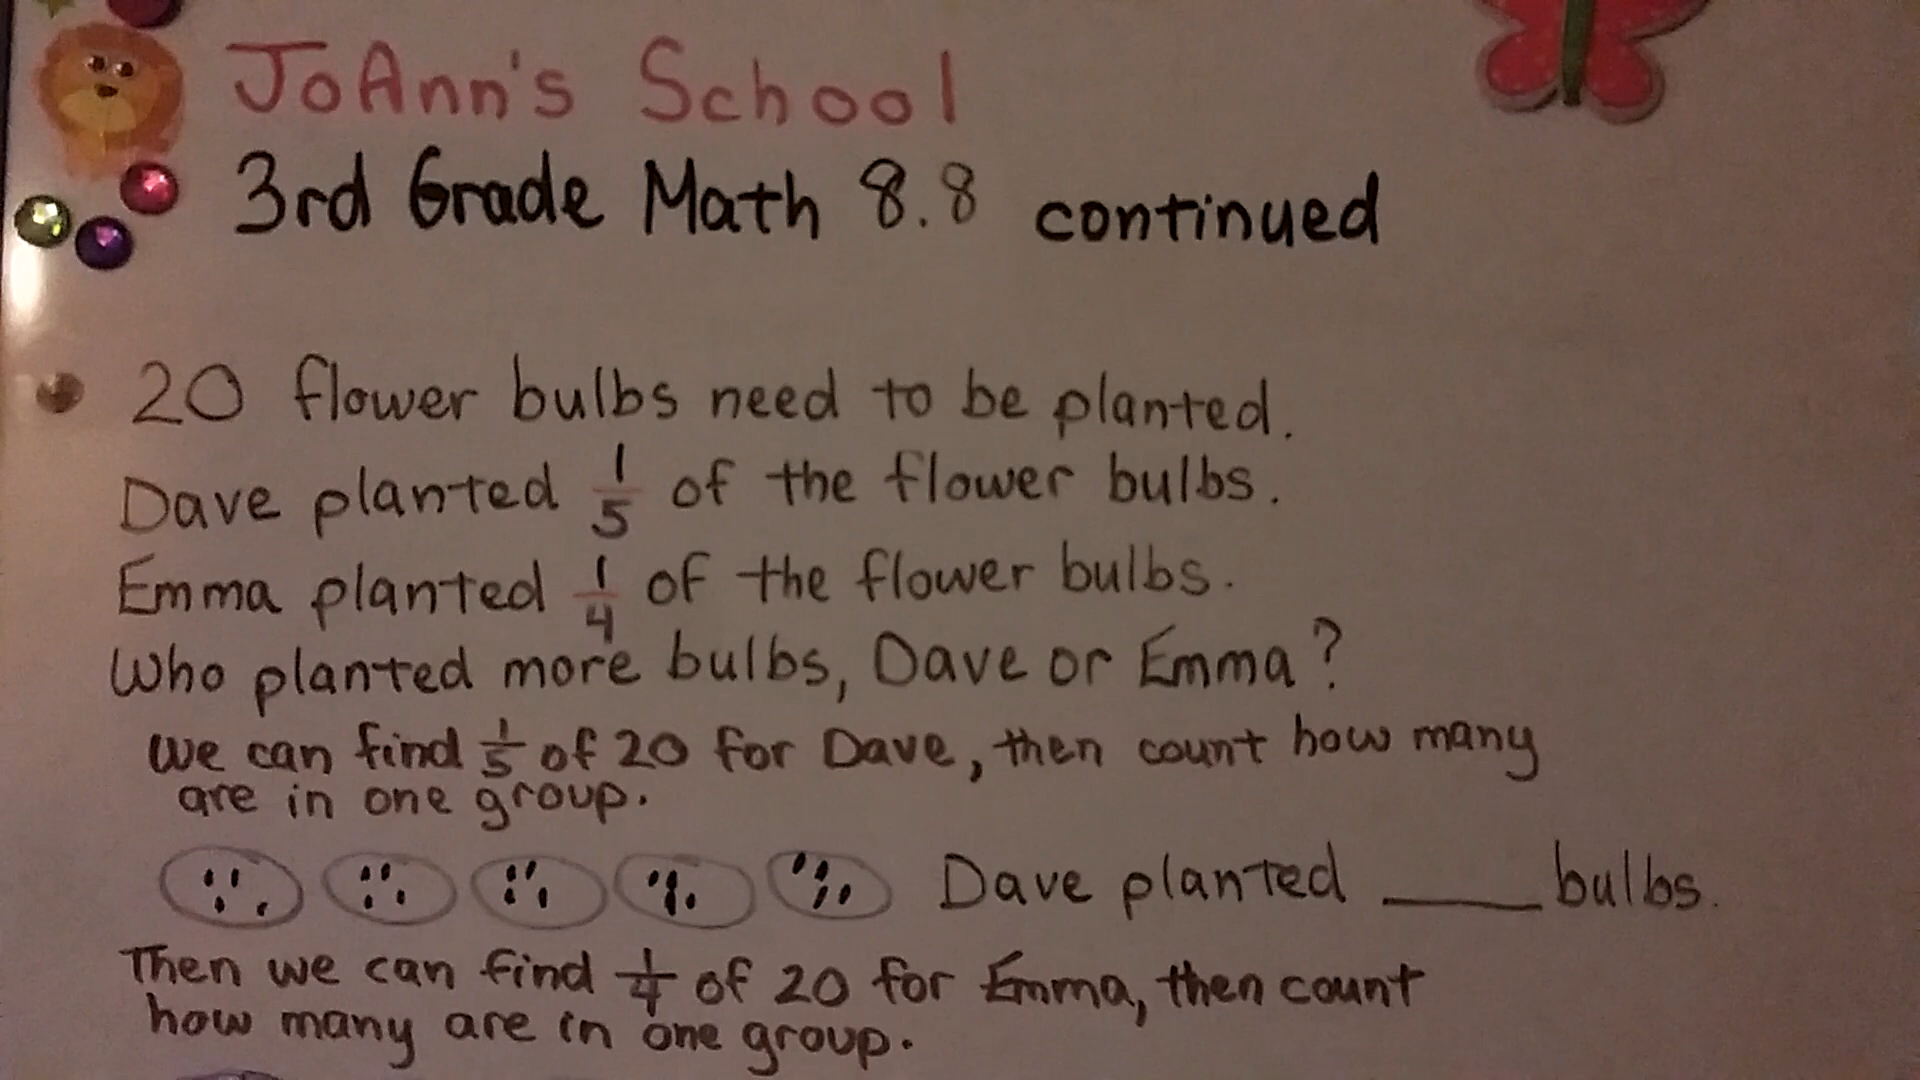 JoAnn's School
3rd Grade Math 8.8 continued
20 flower bulbs need to be planted.
Dave planted 1/5 of the flower bulbs.
Emma planted 1/4 of the flower bulbs.
Who planted more bulbs, Dave or Emma?
We can find 1/5 of 20 for Dave, then count how many
are in one group.
Dave planted ____ bulbs.
Then we can find 1/4 of 20 for Emma, then count
how many are in one group.